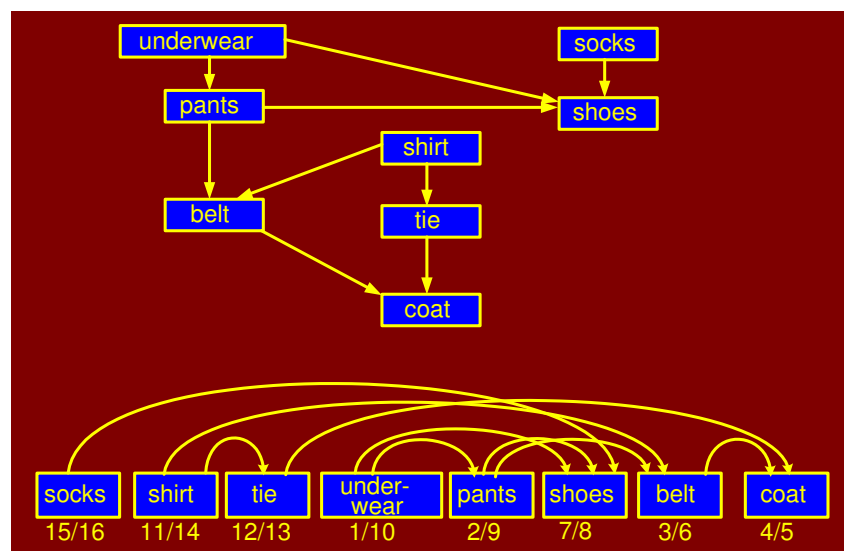 underwear
socks
pants
shoes
shirt
belt
tie
coat
socks
shirt
tie
under-
wear
pants
shoes
belt
coat
15/16
11/14
12/13
1/10
2/9
7/8
3/6
4/5